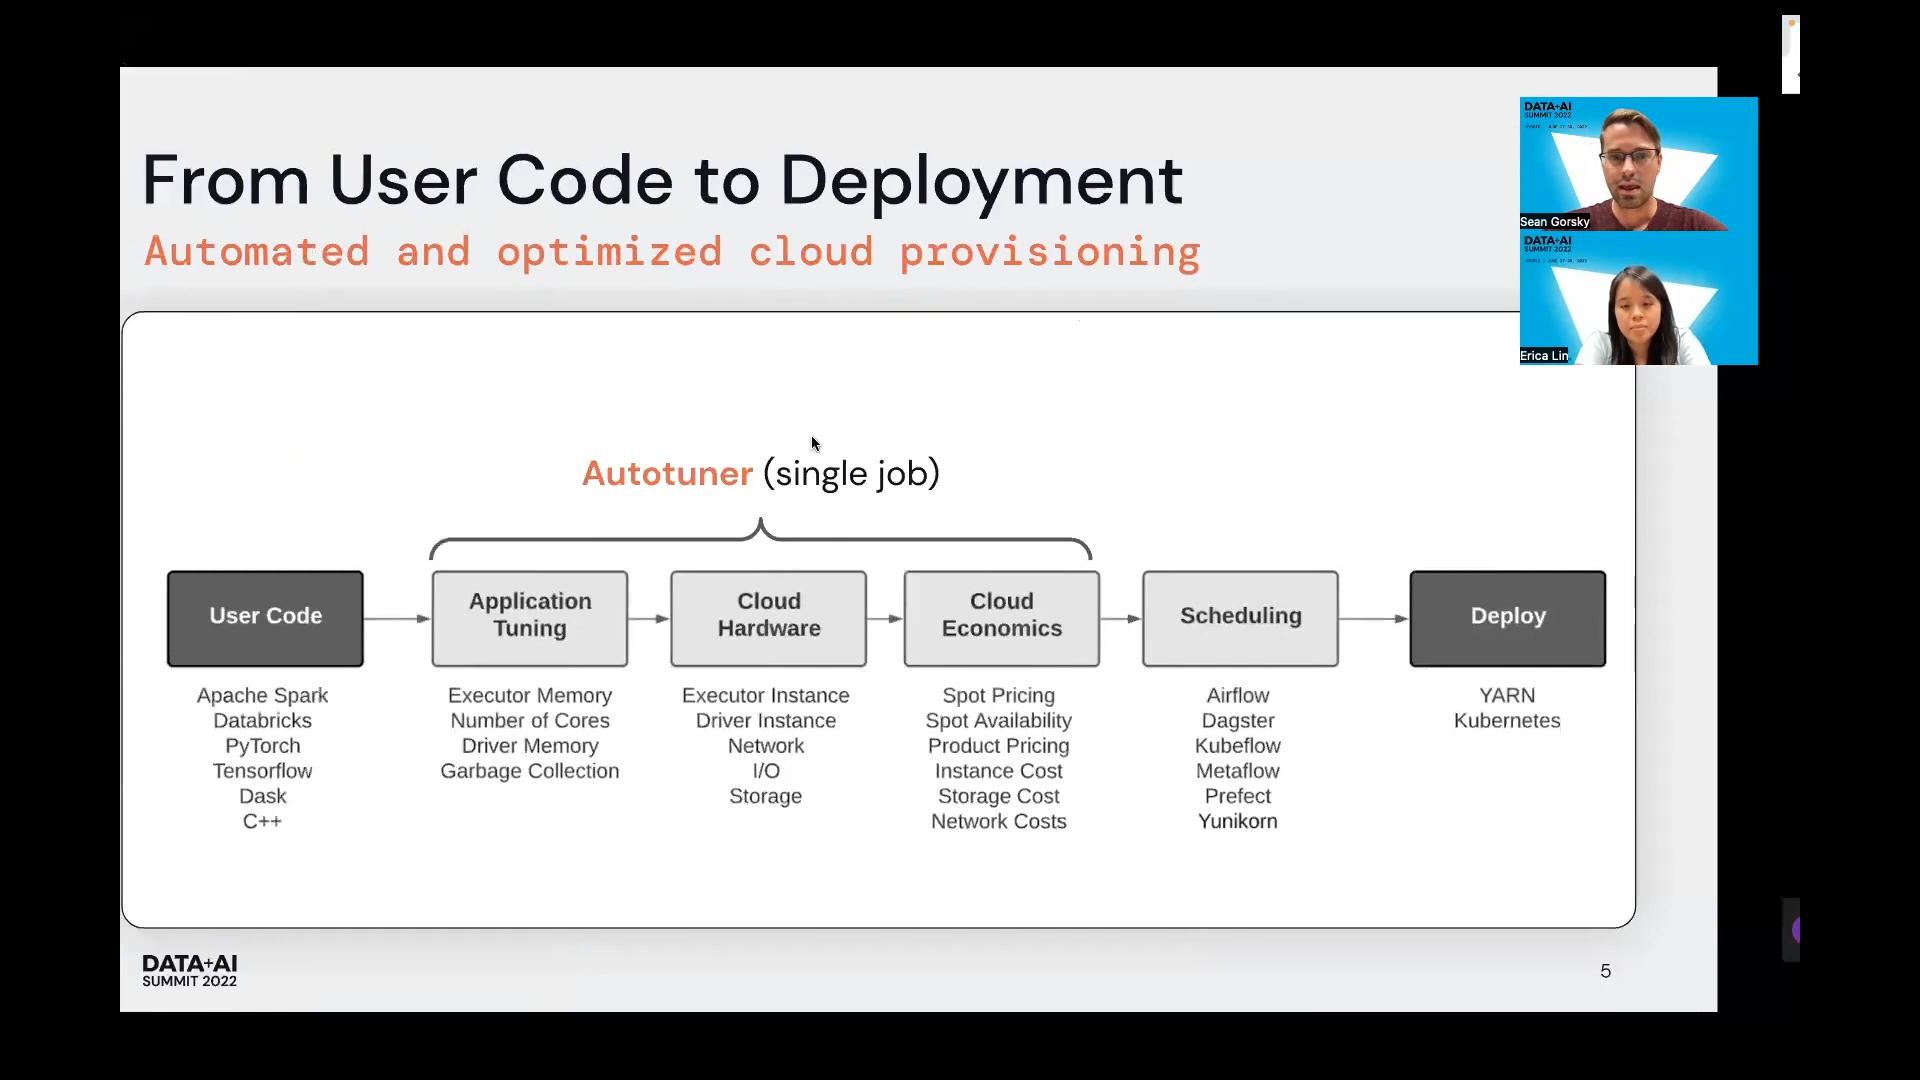 From User Code to Deployment
Automated and optimized cloud provisioning
DATA+AI
SUMMIT 2022
Sean Gorsky
DATA+AI
SUMMIT 2022
Erica Lin
Autotuner (single job)
User Code
Application
Tuning
Cloud
Hardware
Cloud
Economics
Scheduling
Deploy
Apache Spark
Databricks
PyTorch
Tensorflow
Dask
C++
Executor Memory
Number of Cores
Driver Memory
Garbage Collection
Executor Instance
Driver Instance
Network
I/O
Storage
Spot Pricing
Spot Availability
Product Pricing
Instance Cost
Storage Cost
Network Costs
Airflow
Dagster
Kubeflow
Metaflow
Prefect
Yunikorn
YARN
Kubernetes
DATA+AI
SUMMIT 2022
5